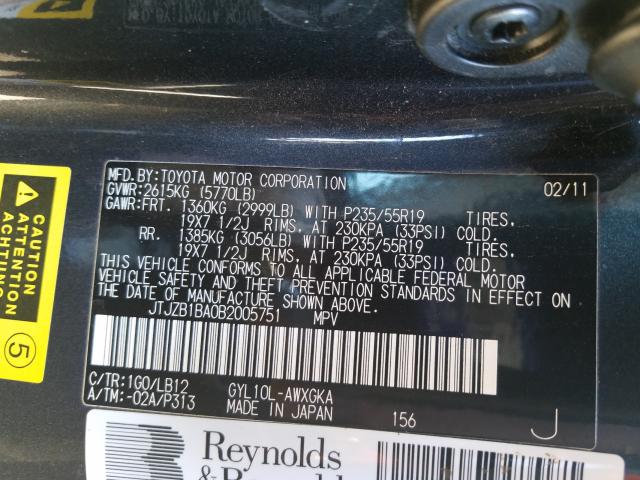 MFD.BY:TOYOTA MOTOR CORPORATION 02/11
GVWR:2615KG (5770LB)
GAWR:FRT. 1360KG (2999LB) WITH P235/55R19 TIRES,
19X7 1/2J RIMS, AT 230KPA (33PSI) COLD.
RR. 1385KG (3056LB) WITH P235/55R19 TIRES,
19X7 1/2J RIMS, AT 230KPA (33PSI) COLD.
THIS VEHICLE CONFORMS TO ALL APPLICABLE FEDERAL MOTOR
VEHICLE SAFETY AND THEFT PREVENTION STANDARDS IN EFFECT ON
THE DATE OF MANUFACTURE SHOWN ABOVE.
JTJZB1BA0B2005751 MPV
C/TR:1G0/LB12 GYL10L-AWXGKA
A/TM:-02A/P313 MADE IN JAPAN 156 J
CAUTION
ATTENTION
ACHTUNG
5
Reynolds